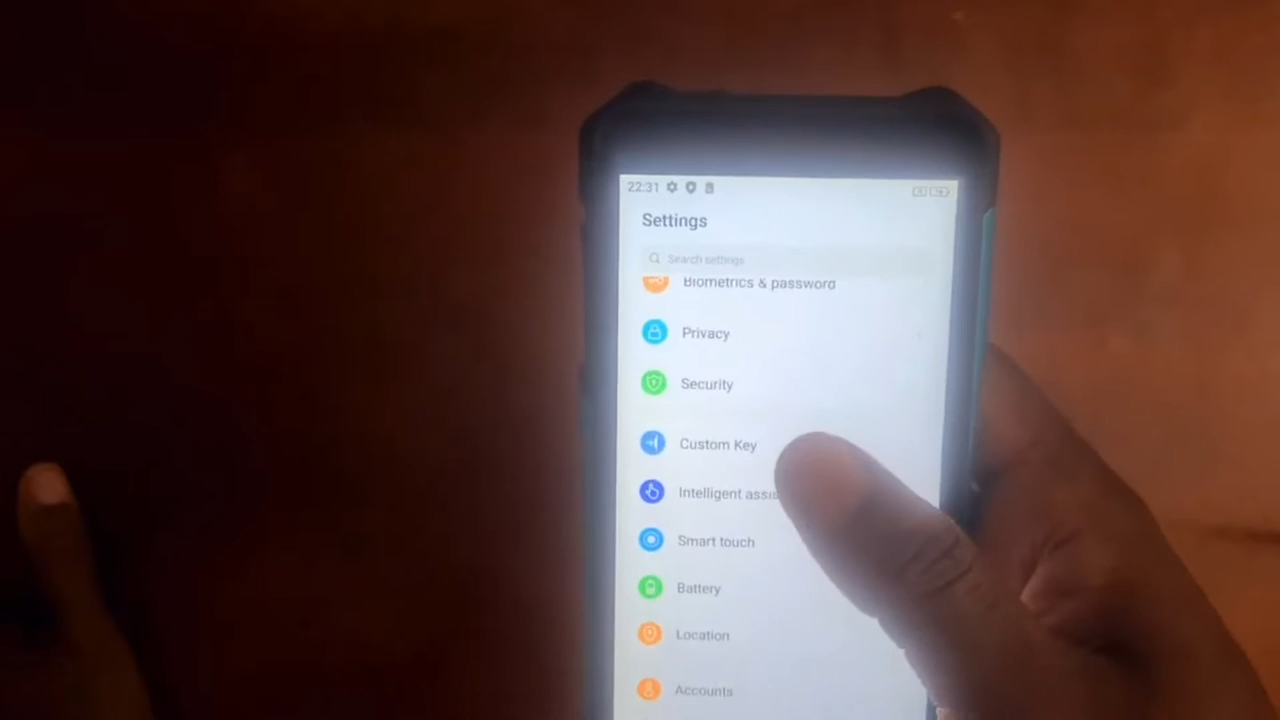 22:31
Settings
Search settings
Biometrics & password
Privacy
Security
Custom Key
Intelligent assis
Smart touch
Battery
Location
Accounts